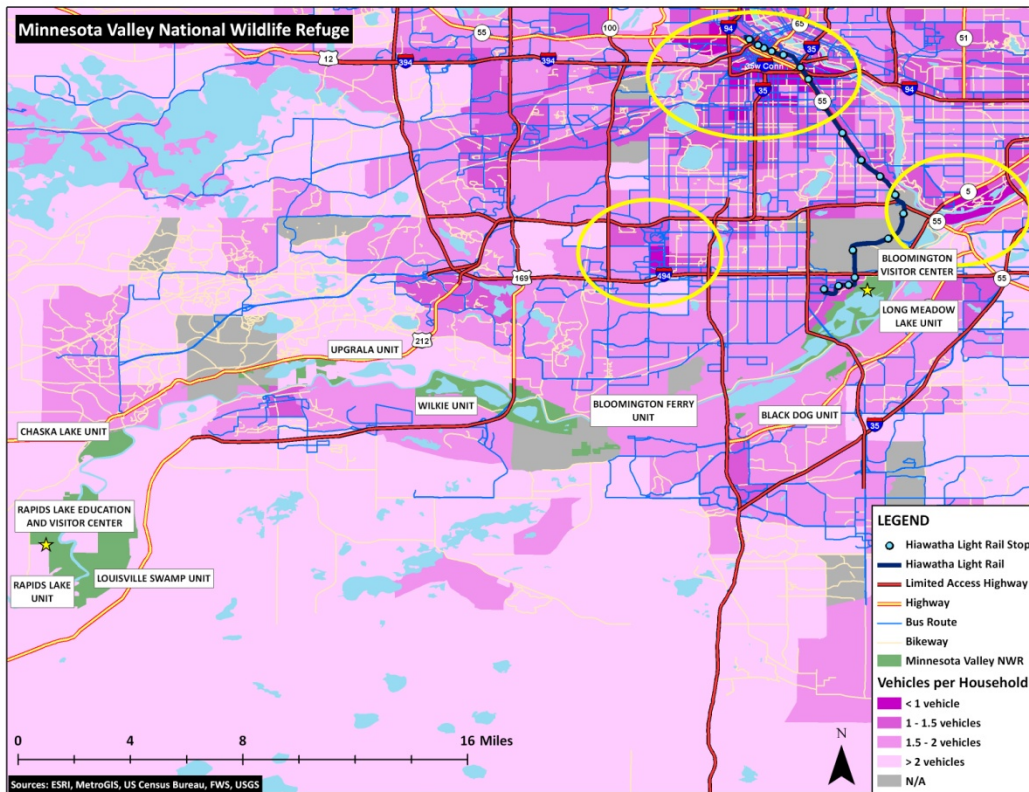 Minnesota Valley National Wildlife Refuge
55
100
94
65
35
51
12
394
394
35w Conn
35
55
94
5
55
BLOOMINGTON
VISITOR CENTER
169
494
55
LONG MEADOW
LAKE UNIT
212
UPGRALA UNIT
WILKIE UNIT
BLOOMINGTON FERRY
UNIT
BLACK DOG UNIT
CHASKA LAKE UNIT
35
RAPIDS LAKE EDUCATION
AND VISITOR CENTER
RAPIDS LAKE
UNIT
LOUISVILLE SWAMP UNIT
LEGEND
Hiawatha Light Rail Stop
Hiawatha Light Rail
Limited Access Highway
Highway
Bus Route
Bikeway
Minnesota Valley NWR
Vehicles per Household
< 1 vehicle
1 - 1.5 vehicles
1.5 - 2 vehicles
> 2 vehicles
N/A
N
0 4 8 16 Miles
Sources: ESRI, MetroGIS, US Census Bureau, FWS, USGS